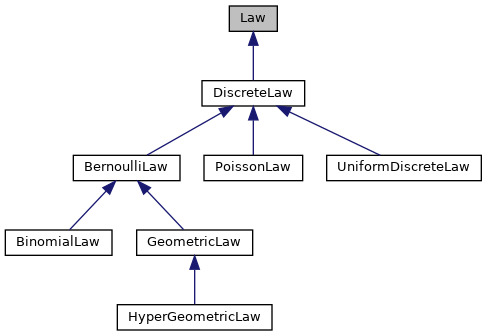 Law
DiscreteLaw
BernoulliLaw
PoissonLaw
UniformDiscreteLaw
BinomialLaw
GeometricLaw
HyperGeometricLaw